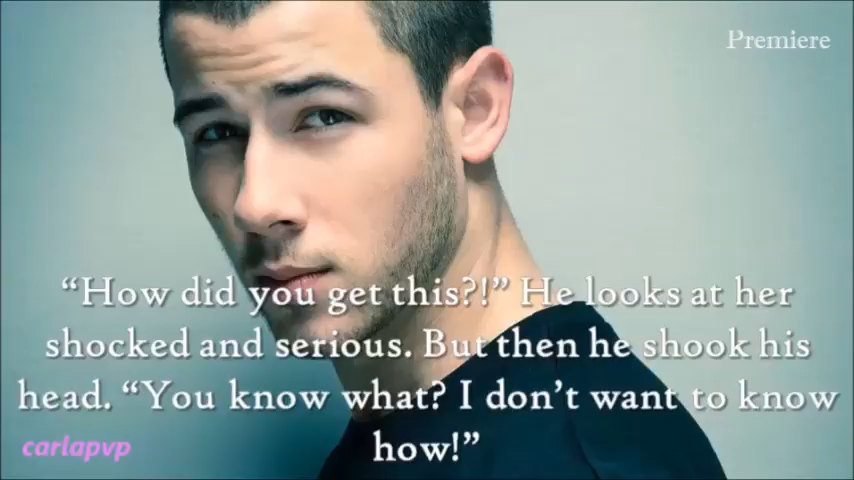 Premiere
“How did you get this?!” He looks at her
shocked and serious. But then he shook his
head. “You know what? I don’t want to know
how!”
carlapvp